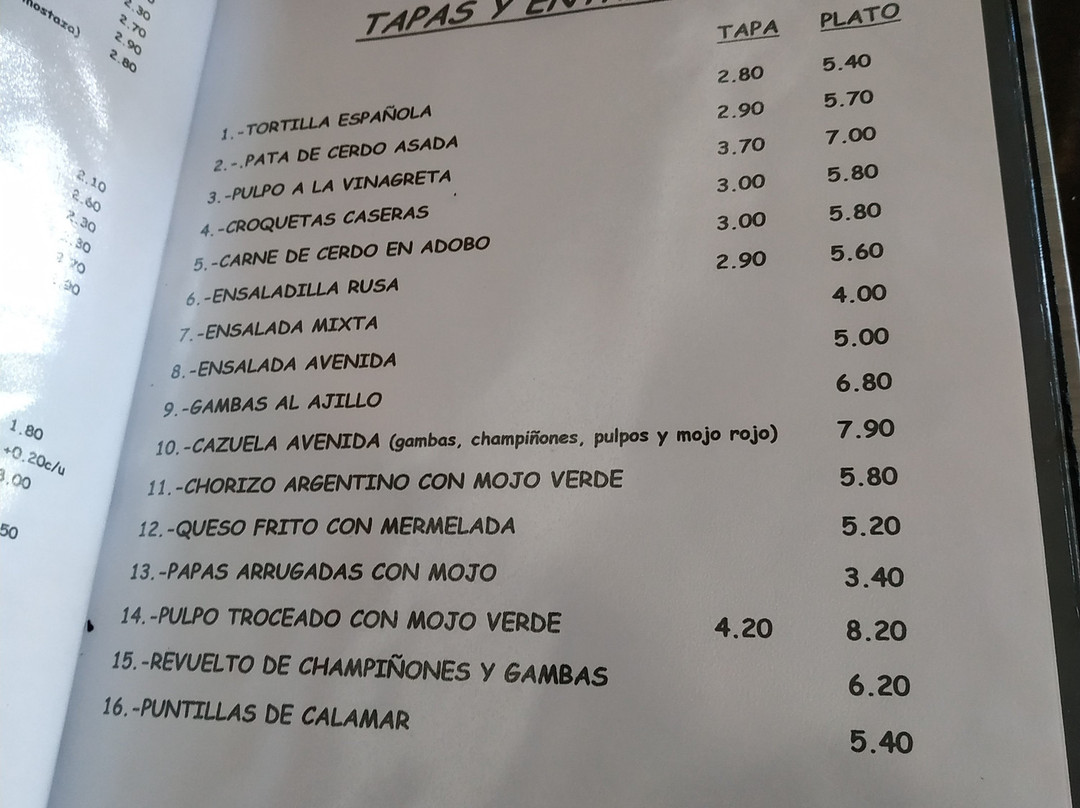 2.30
2.70
2.90
2.80
2.10
2.60
2.30
1.80
+0.20c/u
3.00
50
TAPAS Y
TAPA PLATO
1.-TORTILLA ESPAÑOLA 2.80 5.40
2.-.PATA DE CERDO ASADA 2.90 5.70
3.-PULPO A LA VINAGRETA 3.70 7.00
4.-CROQUETAS CASERAS 3.00 5.80
5.-CARNE DE CERDO EN ADOBO 3.00 5.80
6.-ENSALADILLA RUSA 2.90 5.60
7.-ENSALADA MIXTA 4.00
8.-ENSALADA AVENIDA 5.00
9.-GAMBAS AL AJILLO 6.80
10.-CAZUELA AVENIDA (gambas, champiñones, pulpos y mojo rojo) 7.90
11.-CHORIZO ARGENTINO CON MOJO VERDE 5.80
12.-QUESO FRITO CON MERMELADA 5.20
13.-PAPAS ARRUGADAS CON MOJO 3.40
14.-PULPO TROCEADO CON MOJO VERDE 4.20 8.20
15.-REVUELTO DE CHAMPIÑONES Y GAMBAS 6.20
16.-PUNTILLAS DE CALAMAR 5.40